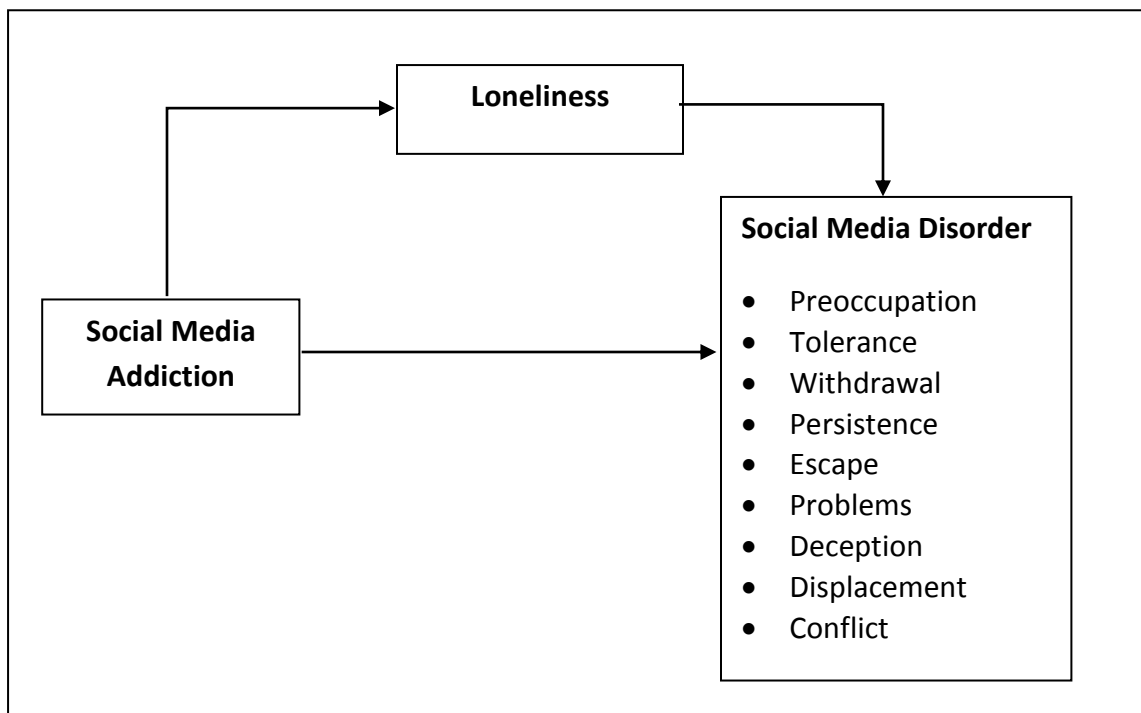 Loneliness
Social Media Disorder
• Preoccupation
• Tolerance
• Withdrawal
• Persistence
• Escape
• Problems
• Deception
• Displacement
• Conflict
Social Media
Addiction